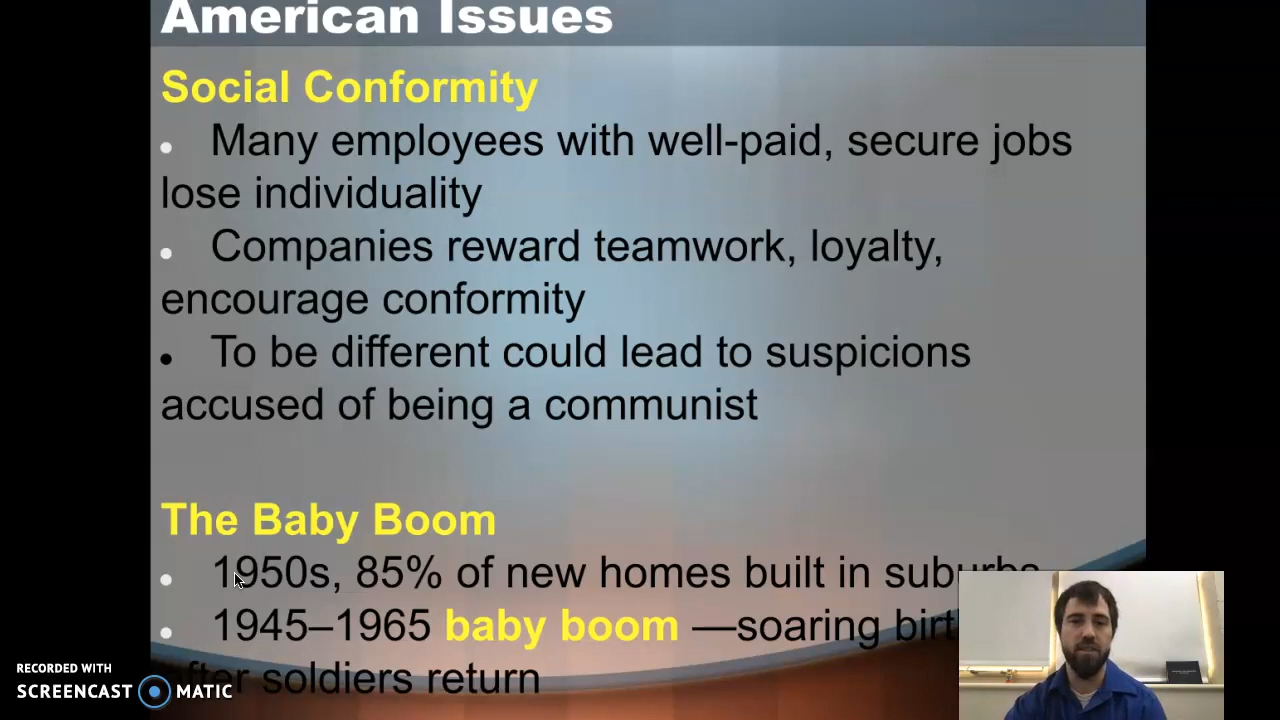 American Issues
Social Conformity
• Many employees with well-paid, secure jobs
lose individuality
• Companies reward teamwork, loyalty,
encourage conformity
• To be different could lead to suspicions
accused of being a communist
The Baby Boom
• 1950s, 85% of new homes built in suburbs
• 1945–1965 baby boom —soaring
after soldiers return
RECORDED WITH
SCREENCAST MATIC